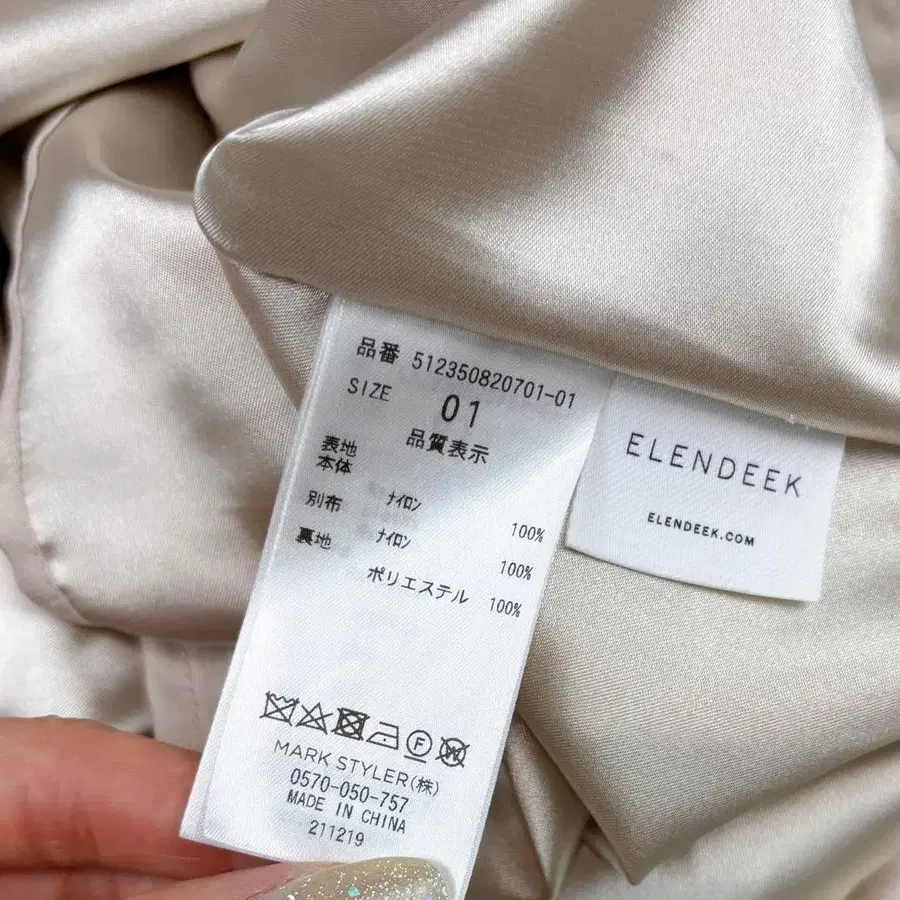 品番 512350820701-01
SIZE 01
品質表示
表地
本体 ナイロン 100%
別布 ナイロン 100%
裏地 ポリエステル 100%
F
W
MARK STYLER(株)
0570-050-757
MADE IN CHINA
211219
ELENDEEK
ELENDEEK.COM